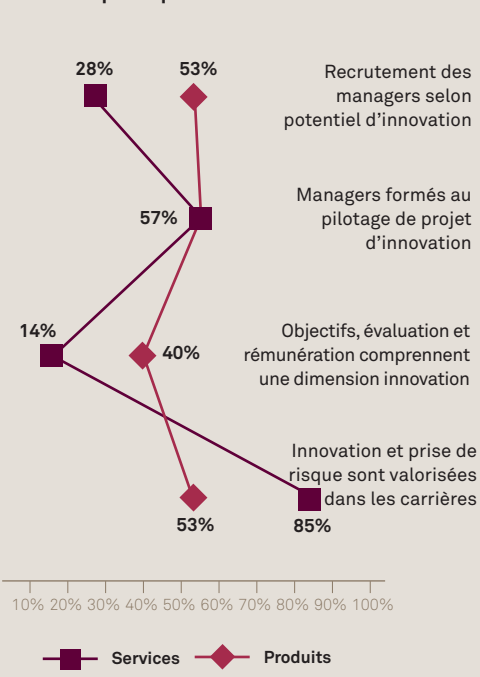 28%
53%
Recrutement des
managers selon
potentiel d’innovation
Managers formés au
57%
pilotage de projet
d’innovation
14%
Objectifs, évaluation et
40%
rémunération comprennent
une dimension innovation
Innovation et prise de
risque sont valorisées
dans les carrières
53%
85%
10% 20% 30% 40% 50% 60% 70% 80% 90% 100%
Services
Produits